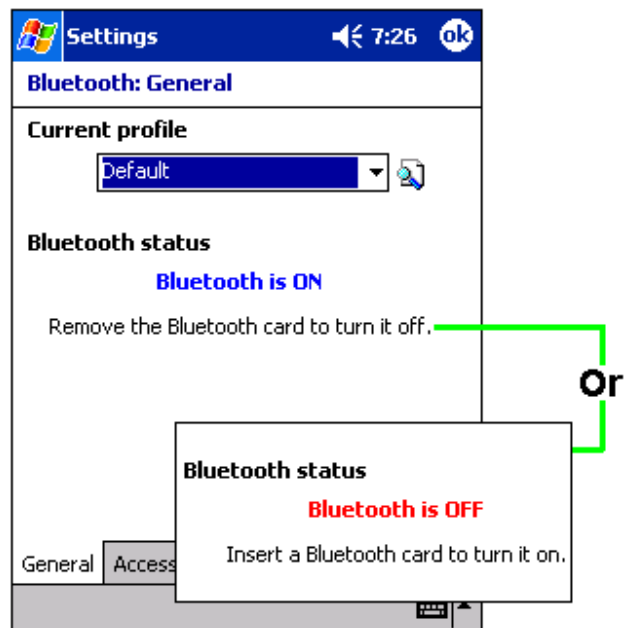 Settings 7:26 ok
Bluetooth: General
Current profile
Default
Bluetooth status
Bluetooth is ON
Remove the Bluetooth card to turn it off.
Or
Bluetooth status
Bluetooth is OFF
Insert a Bluetooth card to turn it on.
General Access